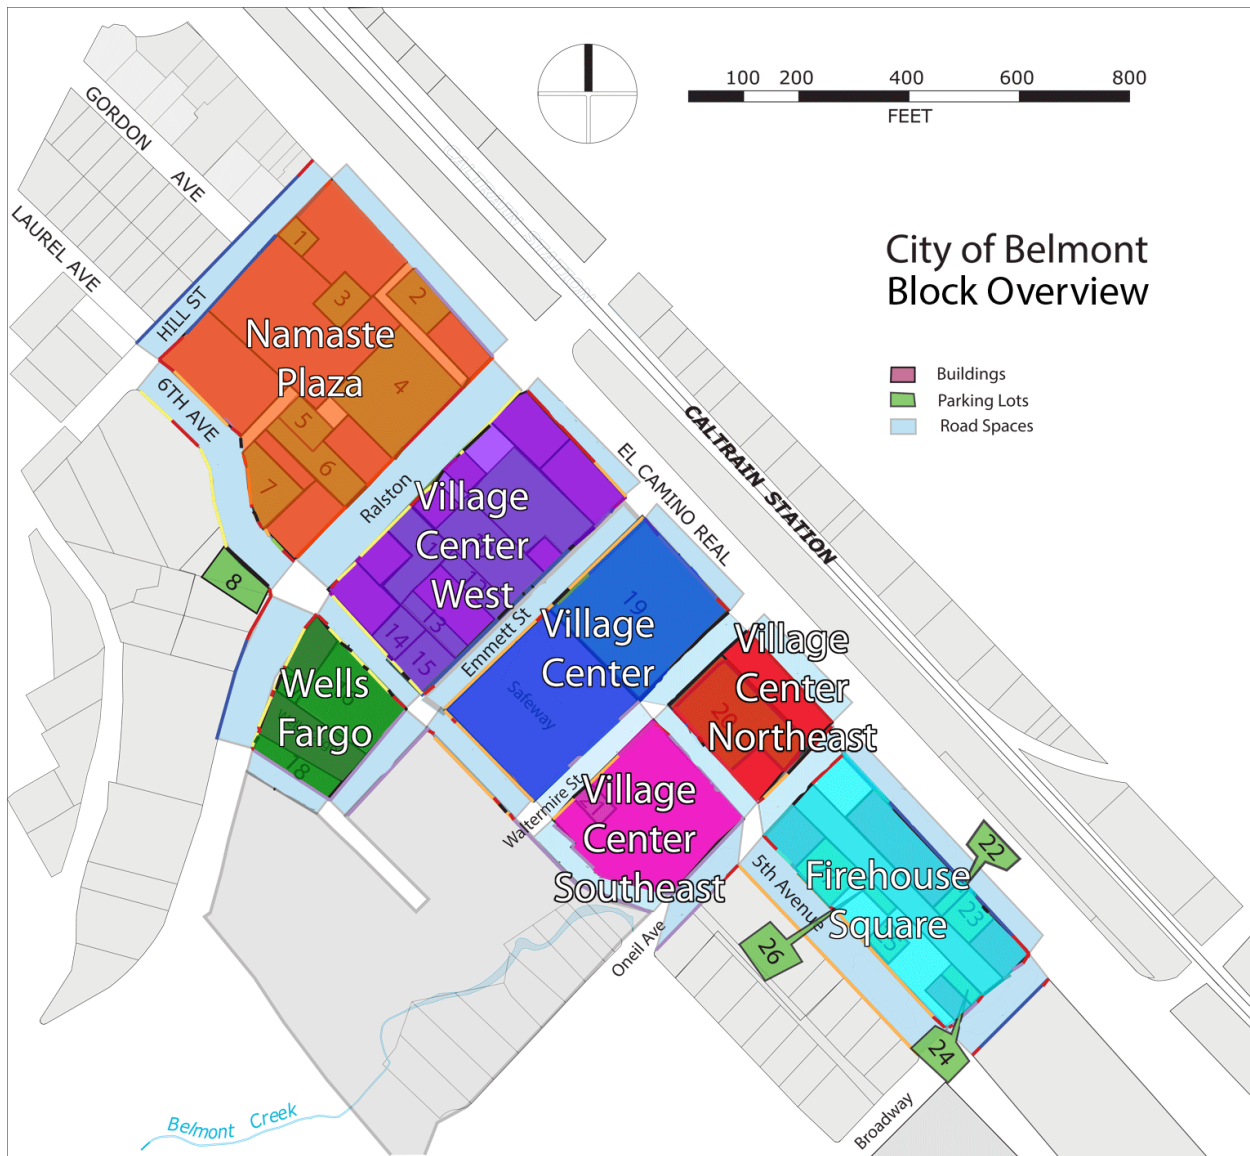 100 200 400 600 800
FEET
GORDON AVE
LAUREL AVE
City of Belmont
Block Overview
HILL ST
1
2
3
Namaste
Plaza
4
5
6
7
6TH AVE
Buildings
Parking Lots
Road Spaces
CALTRAIN STATION
EL CAMINO REAL
Ralston
Village
Center
West
13
14
15
Emmett St
8
19
Village
Center
Safeway
Village
Center
Northeast
20
Wells
Fargo
18
Waltermire St
21
Village
Center
Southeast
5th Avenue
Firehouse
Square
22
23
24
26
Oneil Ave
Broadway
Belmont Creek